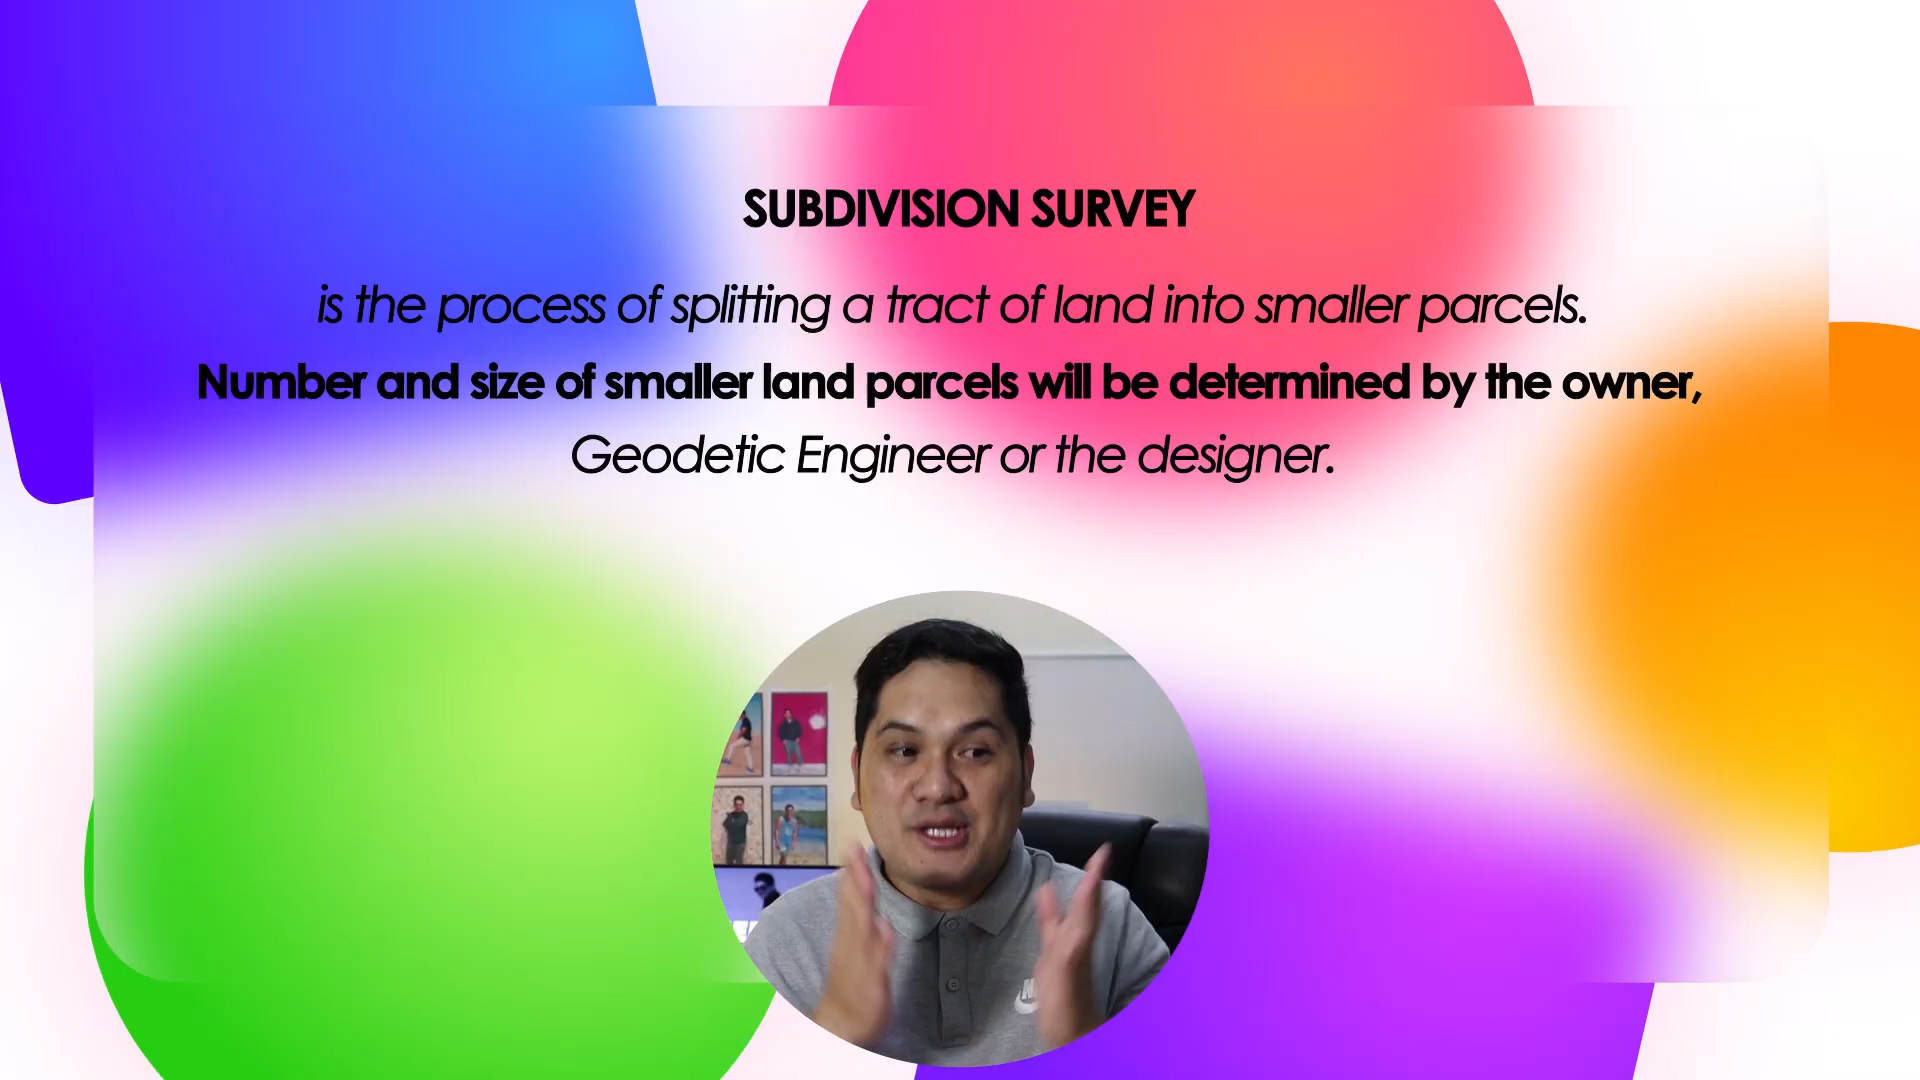 SUBDIVISION SURVEY
is the process of splitting a tract of land into smaller parcels.
Number and size of smaller land parcels will be determined by the owner,
Geodetic Engineer or the designer.